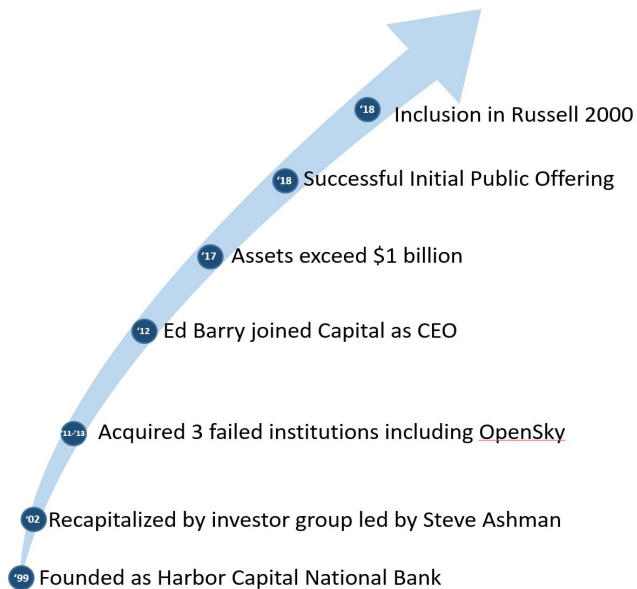 ‘18 Inclusion in Russell 2000
‘18 Successful Initial Public Offering
‘17 Assets exceed $1 billion
‘12 Ed Barry joined Capital as CEO
‘11-‘13 Acquired 3 failed institutions including OpenSky
‘02 Recapitalized by investor group led by Steve Ashman
‘99 Founded as Harbor Capital National Bank